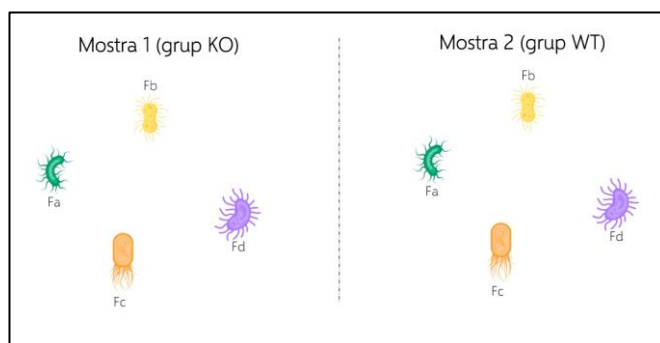 Mostra 1 (grup KO)
Fb
Fa
Fd
Fc
Mostra 2 (grup WT)
Fb
Fa
Fd
Fc